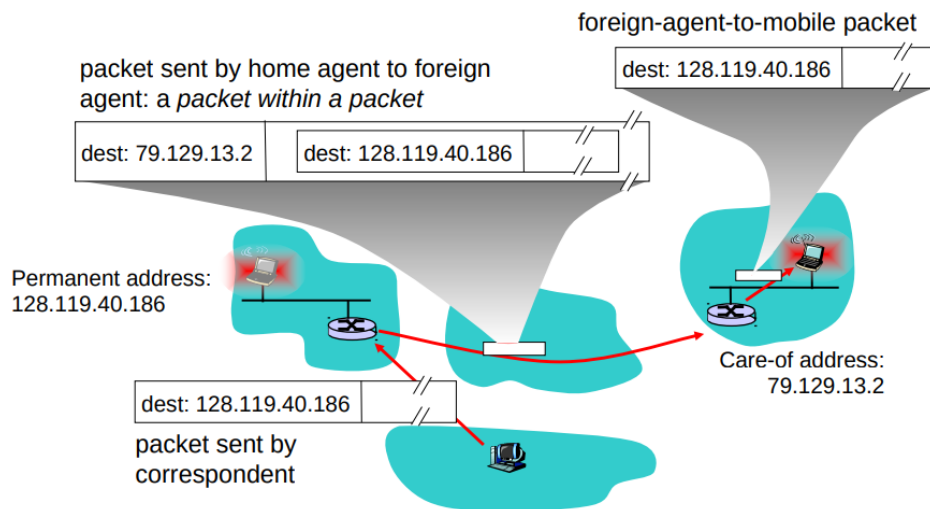 foreign-agent-to-mobile packet
dest: 128.119.40.186
packet sent by home agent to foreign
agent: a packet within a packet
dest: 79.129.13.2
dest: 128.119.40.186
Permanent address:
128.119.40.186
Care-of address:
79.129.13.2
dest: 128.119.40.186
packet sent by
correspondent